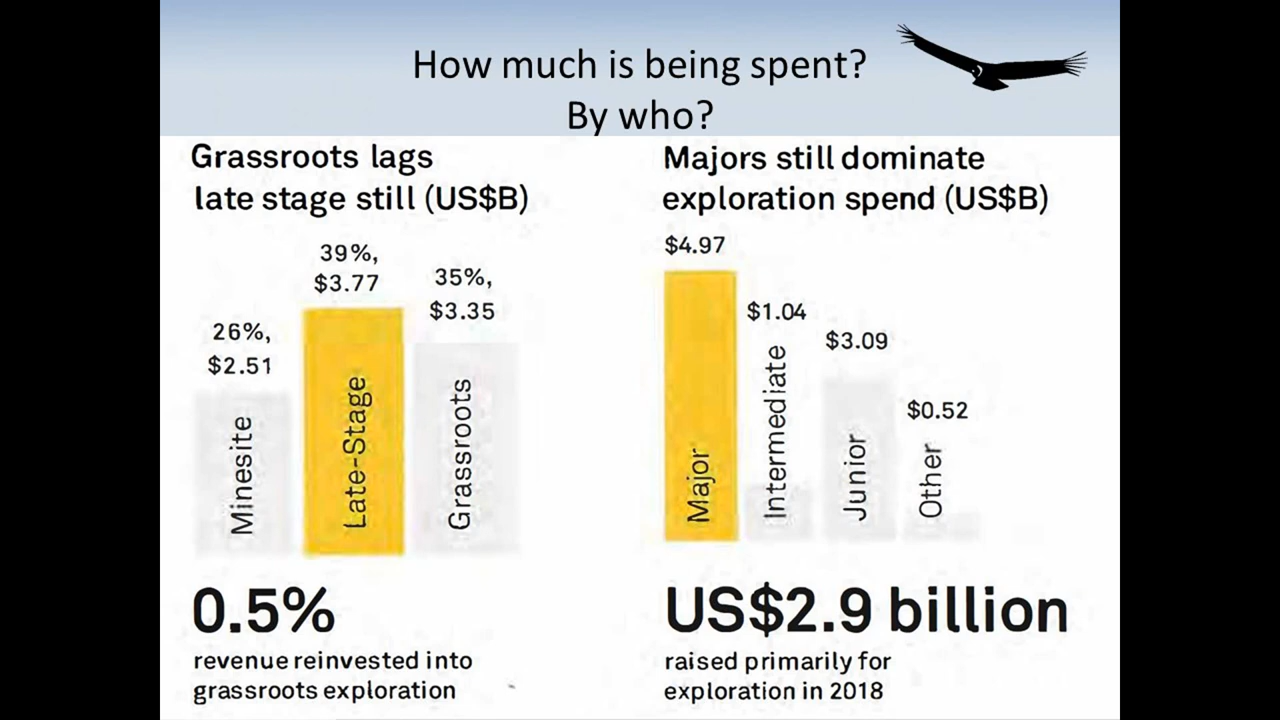 How much is being spent?
By who?
Grassroots lags
late stage still (US$B)
39%,
$3.77
35%,
$3.35
26%,
$2.51
Minesite
Late-Stage
Grassroots
0.5%
revenue reinvested into
grassroots exploration
Majors still dominate
exploration spend (US$B)
$4.97
$1.04
$3.09
$0.52
Major
Intermediate
Junior
Other
US$2.9 billion
raised primarily for
exploration in 2018